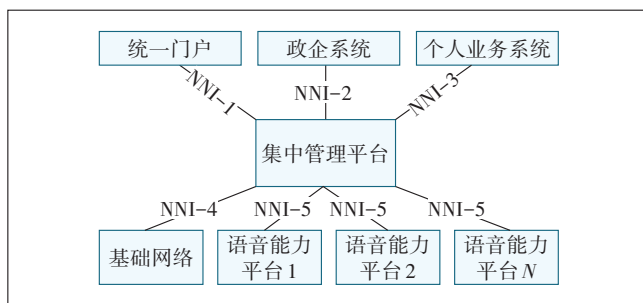 统一门户
政企系统
个人业务系统
NNI-1
NNI-2
NNI-3
集中管理平台
NNI-4
NNI-5
NNI-5
NNI-5
基础网络
语音能力
平台1
语音能力
平台2
语音能力
平台N